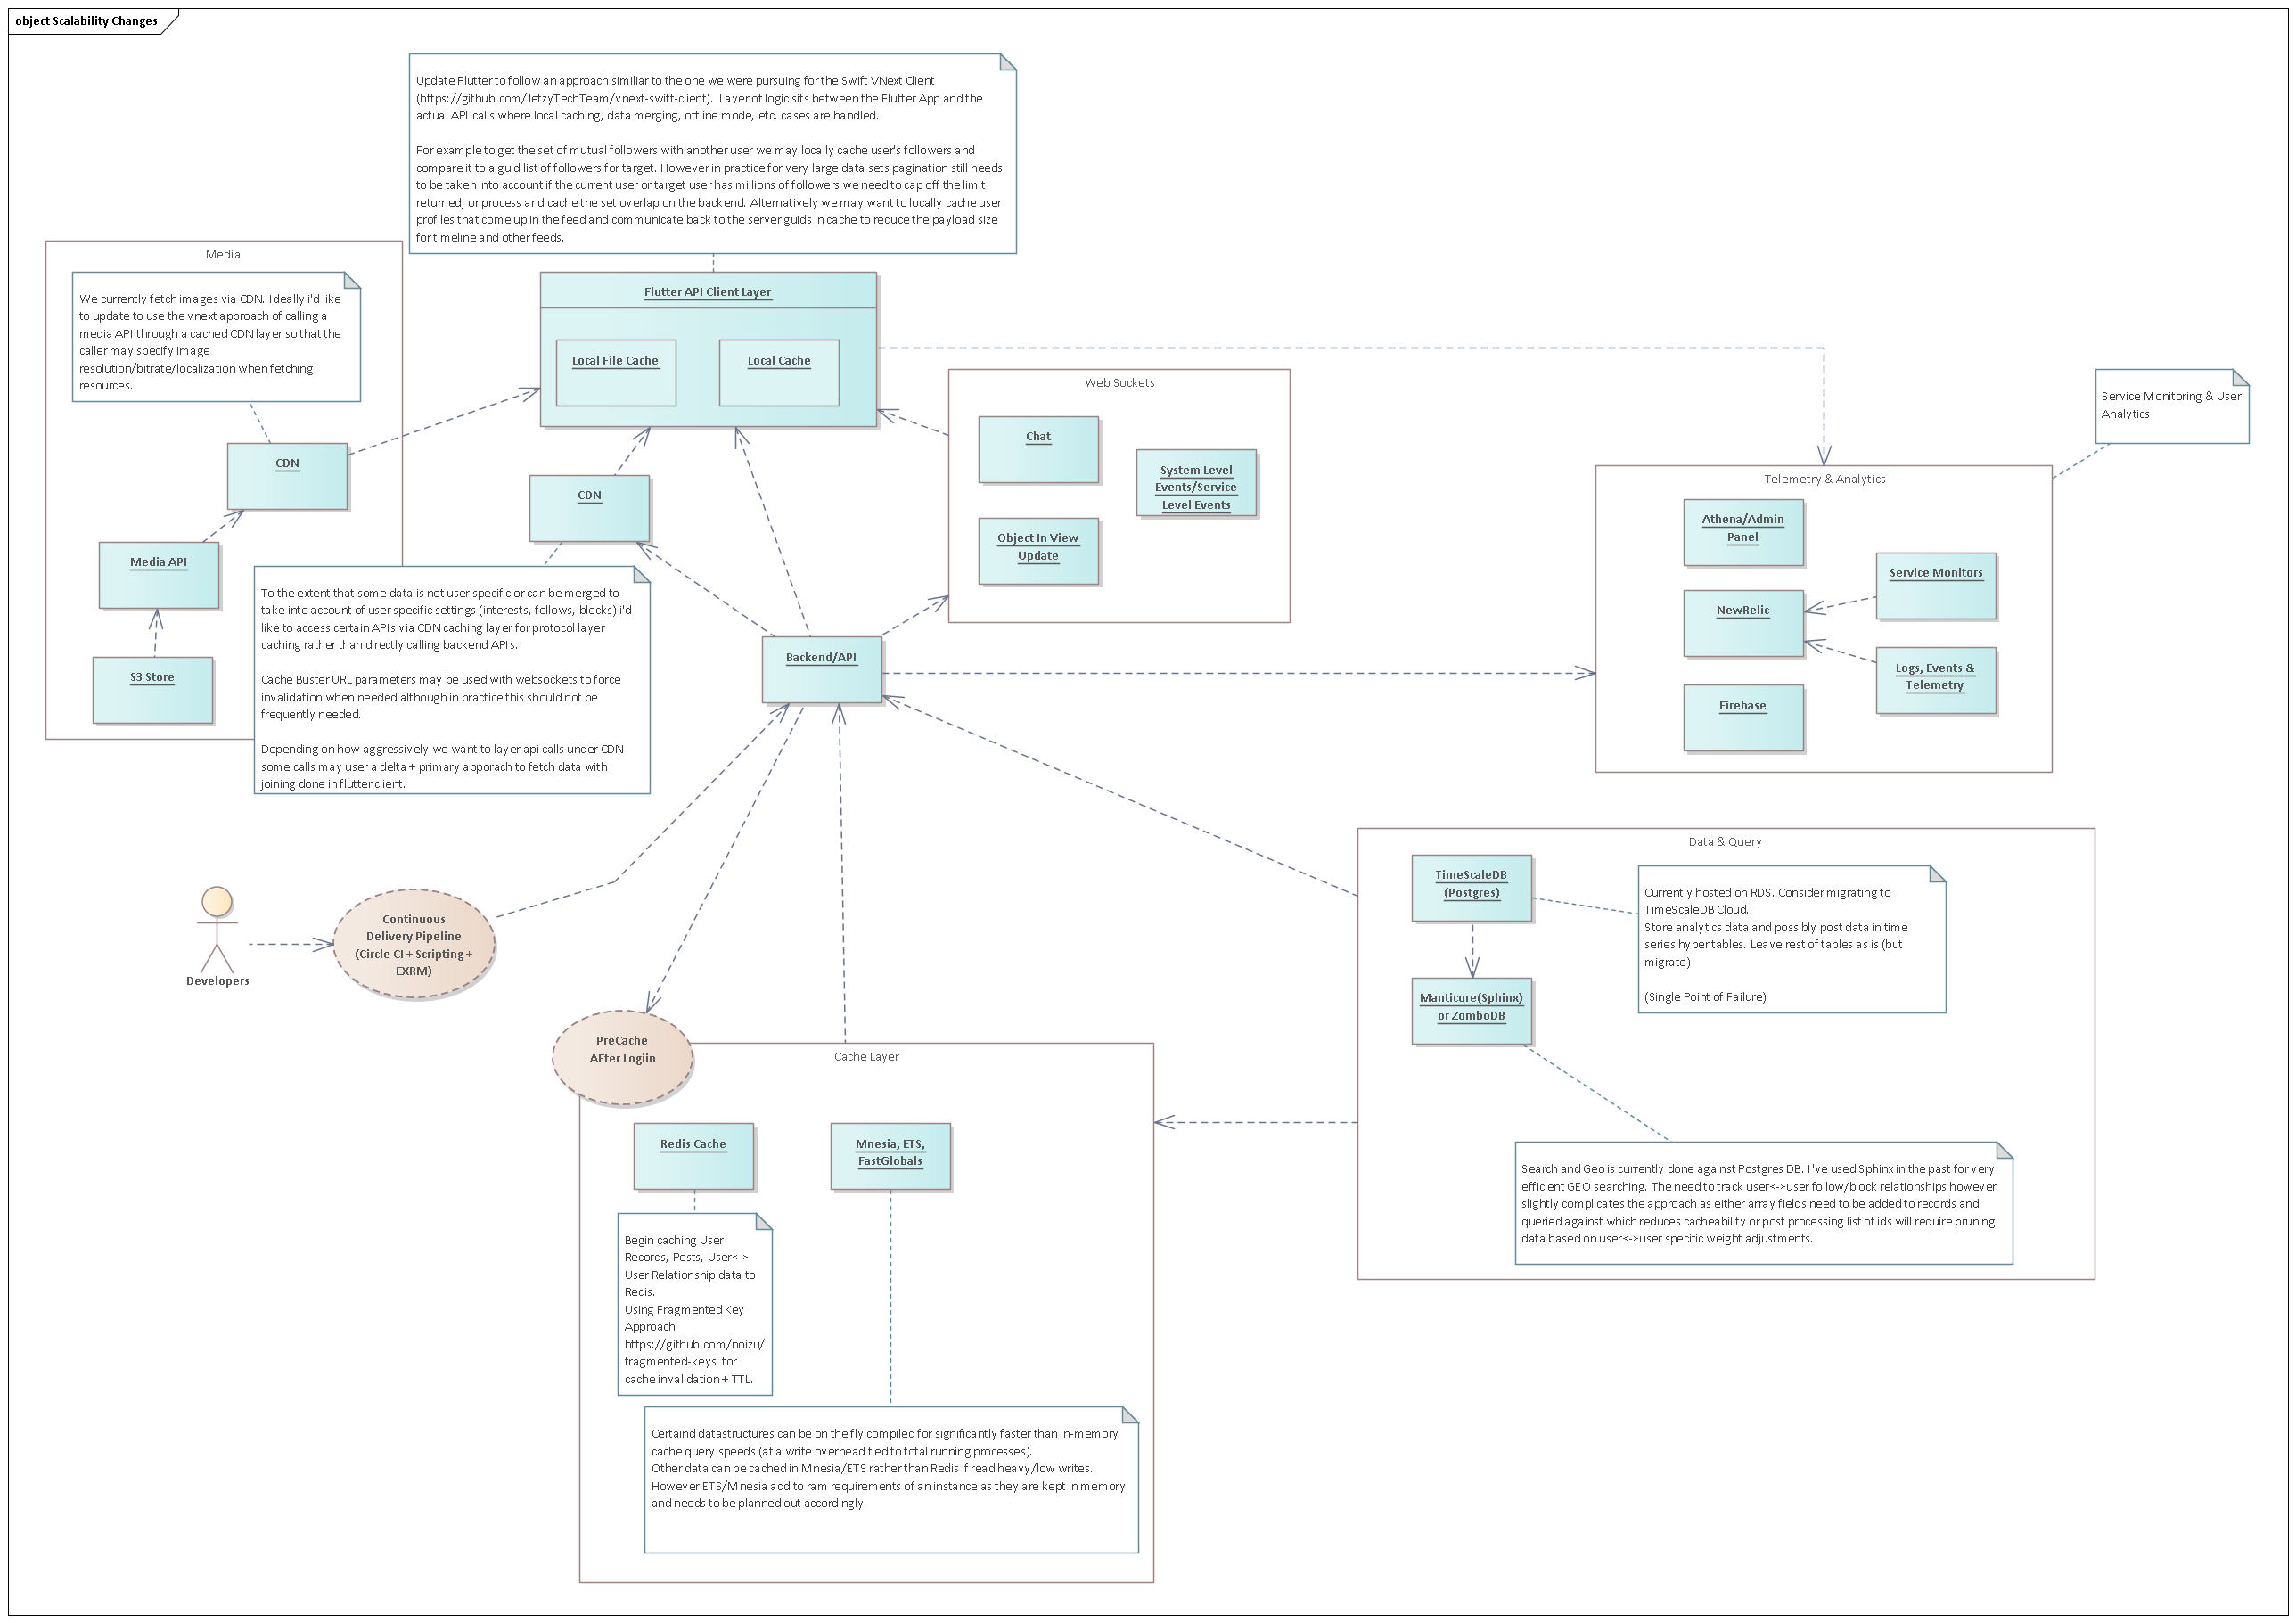 object Scalability Changes
Update Flutter to follow an approach similiar to the one we were pursuing for the Swift VNext Client
(https://github.com/JetzyTechTeam/vnext-swift-client). Layer of logic sits between the Flutter App and the
actual API calls where local caching, data merging, offline mode, etc. cases are handled.
For example to get the set of mutual followers with another user we may locally cache user's followers and
compare it to a guid list of followers for target. However in practice for very large data sets pagination still needs
to be taken into account if the current user or target user has millions of followers we need to cap off the limit
returned, or process and cache the set overlap on the backend. Alternatively we may want to locally cache user
profiles that come up in the feed and communicate back to the server guids in cache to reduce the payload size
for timeline and other feeds.
Media
We currently fetch images via CDN. Ideally i'd like
to update to use the vnext approach of calling a
media API through a cached CDN layer so that the
caller may specify image
resolution/bitrate/localization when fetching
resources.
CDN
Media API
S3 Store
Flutter API Client Layer
Local File Cache
Local Cache
CDN
To the extent that some data is not user specific or can be merged to
take into account of user specific settings (interests, follows, blocks) i'd
like to access certain APIs via CDN caching layer for protocol layer
caching rather than directly calling backend APIs.
Cache Buster URL parameters may be used with websockets to force
invalidation when needed although in practice this should not be
frequently needed.
Depending on how aggressively we want to layer api calls under CDN
some calls may user a delta + primary apporach to fetch data with
joining done in flutter client.
Web Sockets
Chat
System Level
Events/Service
Level Events
Object In View
Update
Backend/API
Service Monitoring & User
Analytics
Telemetry & Analytics
Athena/Admin
Panel
Service Monitors
NewRelic
Logs, Events &
Telemetry
Firebase
Developers
Continuous
Delivery Pipeline
(Circle CI + Scripting +
EXRM)
Data & Query
TimeScaleDB
(Postgres)
Currently hosted on RDS. Consider migrating to
TimeScaleDB Cloud.
Store analytics data and possibly post data in time
series hyper tables. Leave rest of tables as is (but
migrate)
(Single Point of Failure)
Manticore(Sphinx)
or ZomboDB
Search and Geo is currently done against Postgres DB. I've used Sphinx in the past for very
efficient GEO searching. The need to track user<->user follow/block relationships however
slightly complicates the approach as either array fields need to be added to records and
queried against which reduces cacheability or post processing list of ids will require pruning
data based on user<->user specific weight adjustments.
PreCache
AFter Logiin
Cache Layer
Redis Cache
Mnesia, ETS,
FastGlobals
Begin caching User
Records, Posts, User<->
User Relationship data to
Redis.
Using Fragmented Key
Approach
https://github.com/noizu/
fragmented-keys for
cache invalidation + TTL.
Certaind datastructures can be on the fly compiled for significantly faster than in-memory
cache query speeds (at a write overhead tied to total running processes).
Other data can be cached in Mnesia/ETS rather than Redis if read heavy/low writes.
However ETS/Mnesia add to ram requirements of an instance as they are kept in memory
and needs to be planned out accordingly.